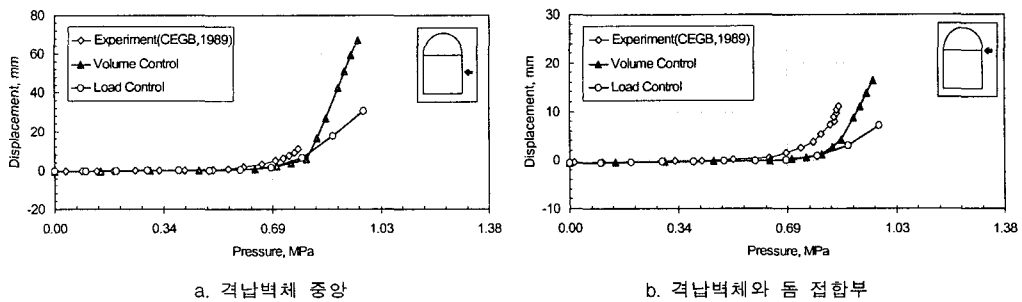 80
60
40
20
0
-20
Displacement, mm
Experiment(CEGB,1989)
Volume Control
Load Control
0.00 0.34 0.69 1.03 1.38
Pressure, MPa
a. 격납벽체 중앙
30
20
10
0
-10
Displacement, mm
Experiment(CEGB,1989)
Volume Control
Load Control
0.00 0.34 0.69 1.03 1.38
Pressure, MPa
b. 격납벽체와 돔 접합부